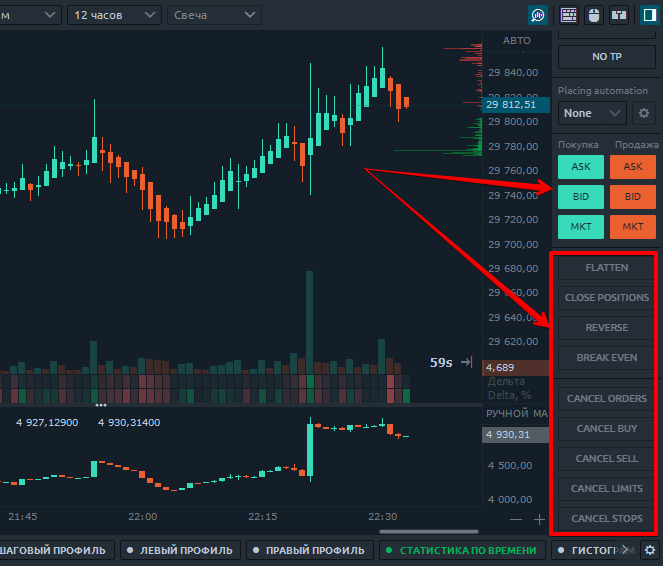 м
12 часов
Свеча
АВТО
29 840,00
29 812,51
29 800,00
29 780,00
29 760,00
29 740,00
29 720,00
29 700,00
29 680,00
29 660,00
29 640,00
29 620,00
59s
4,689
Дельта
Delta, %
РУЧНОЙ МА
4 927,12900 4 930,31400
4 930,31
4 500,00
4 000,00
21:45 22:00 22:15 22:30
NO TP
Placing automation
None
Покупка Продажа
ASK ASK
BID BID
MKT MKT
FLATTEN
CLOSE POSITIONS
REVERSE
BREAK EVEN
CANCEL ORDERS
CANCEL BUY
CANCEL SELL
CANCEL LIMITS
CANCEL STOPS
ШАГОВЫЙ ПРОФИЛЬ ЛЕВЫЙ ПРОФИЛЬ ПРАВЫЙ ПРОФИЛЬ СТАТИСТИКА ПО ВРЕМЕНИ